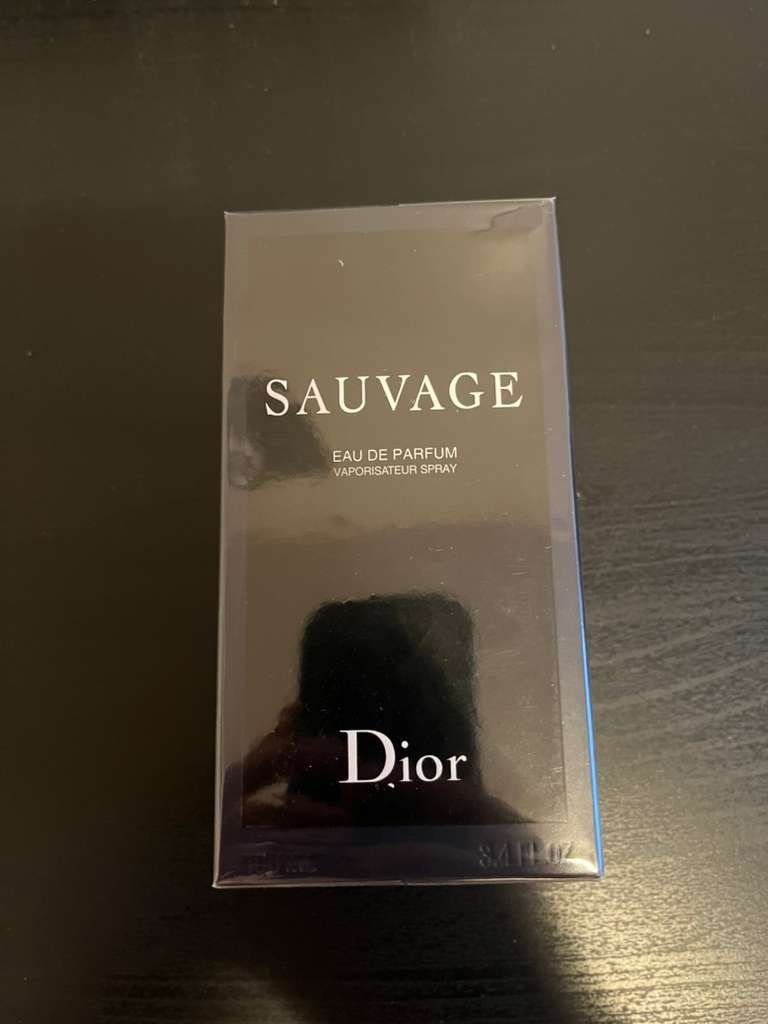 SAUVAGE
EAU DE PARFUM
VAPORISATEUR SPRAY
Dior
3.4 FL.OZ